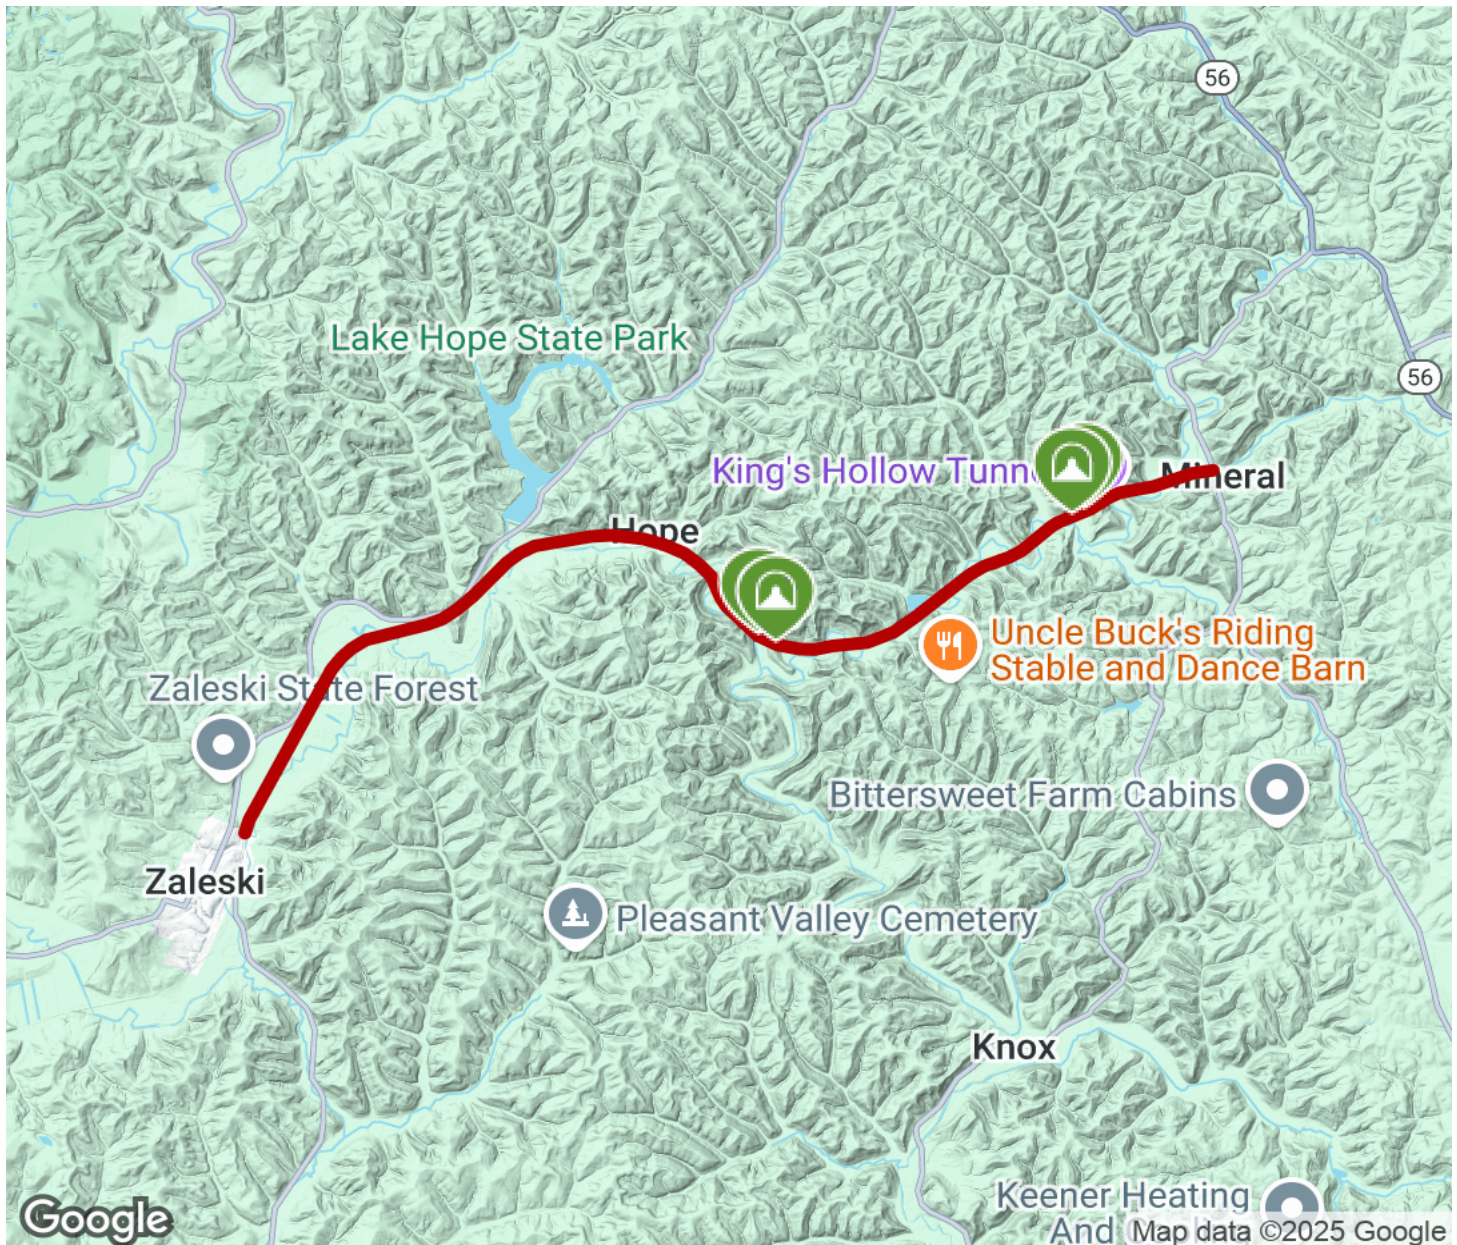 56
Lake Hope State Park
56
King's Hollow Tunn
Mineral
Hope
Uncle Buck's Riding
Stable and Dance Barn
Zaleski State Forest
Bittersweet Farm Cabins
Zaleski
Pleasant Valley Cemetery
Knox
Keener Heating
And
Google
Map data ©2025 Google